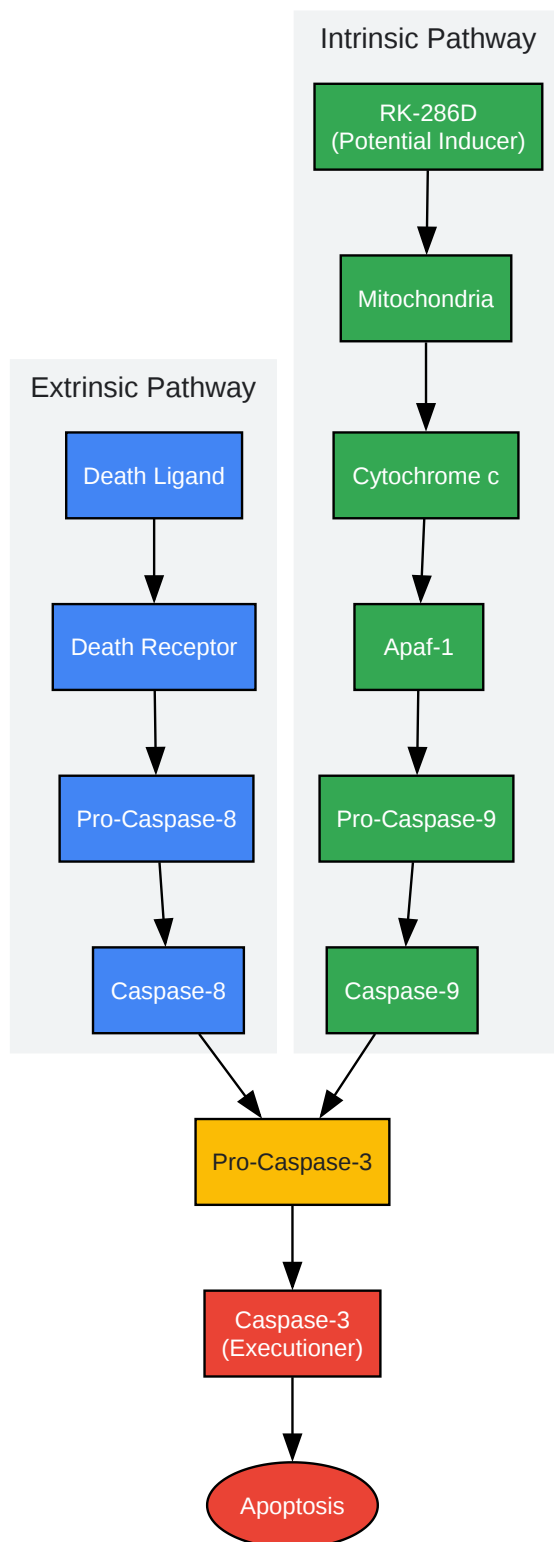 Intrinsic Pathway
RK-286D
(Potential Inducer)
Mitochondria
Cytochrome c
Apaf-1
Pro-Caspase-9
Caspase-9
Extrinsic Pathway
Death Ligand
Death Receptor
Pro-Caspase-8
Caspase-8
Pro-Caspase-3
Caspase-3
(Executioner)
Apoptosis